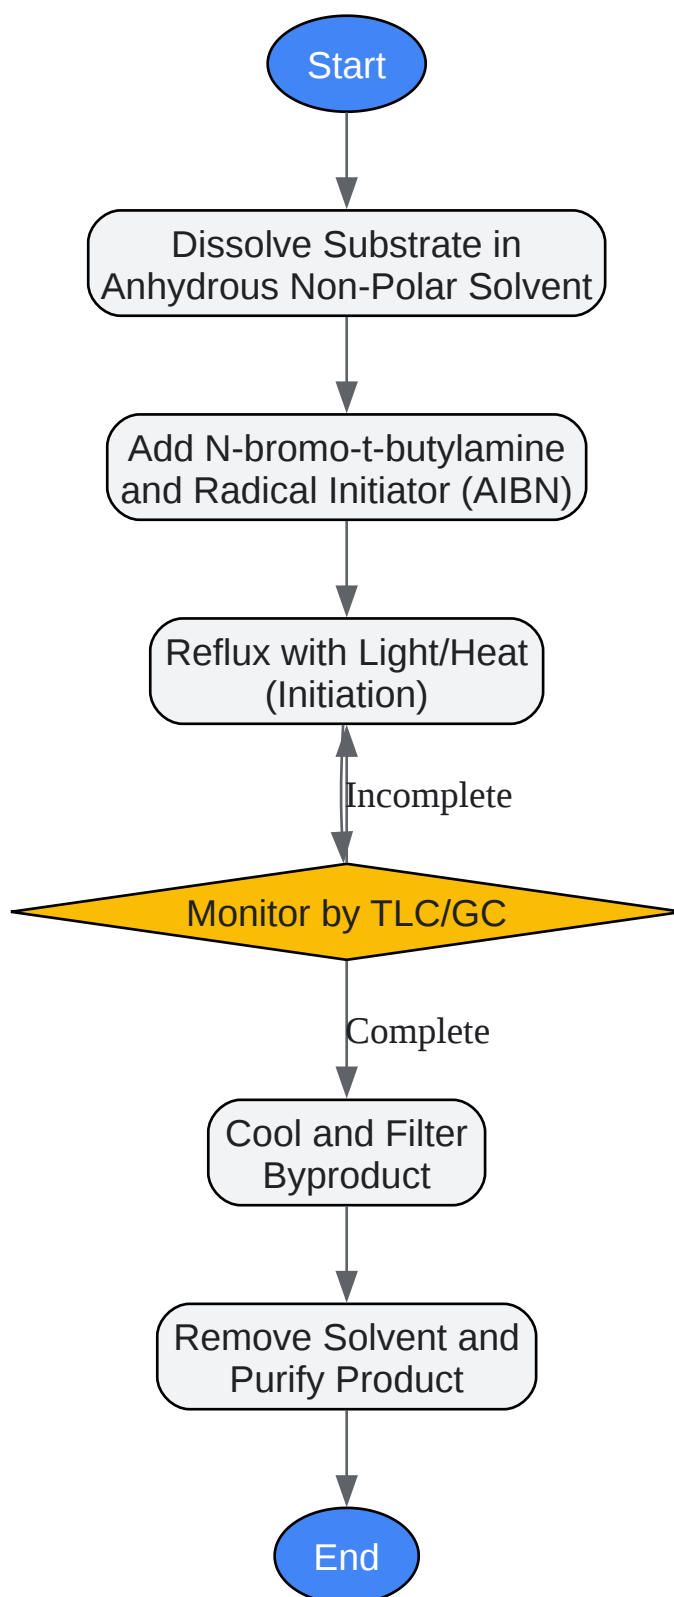 Start
Dissolve Substrate in
Anhydrous Non-Polar Solvent
Add N-bromo-t-butylamine
and Radical Initiator (AIBN)
Reflux with Light/Heat
(Initiation)
Incomplete
Monitor by TLC/GC
Complete
Cool and Filter
Byproduct
Remove Solvent and
Purify Product
End